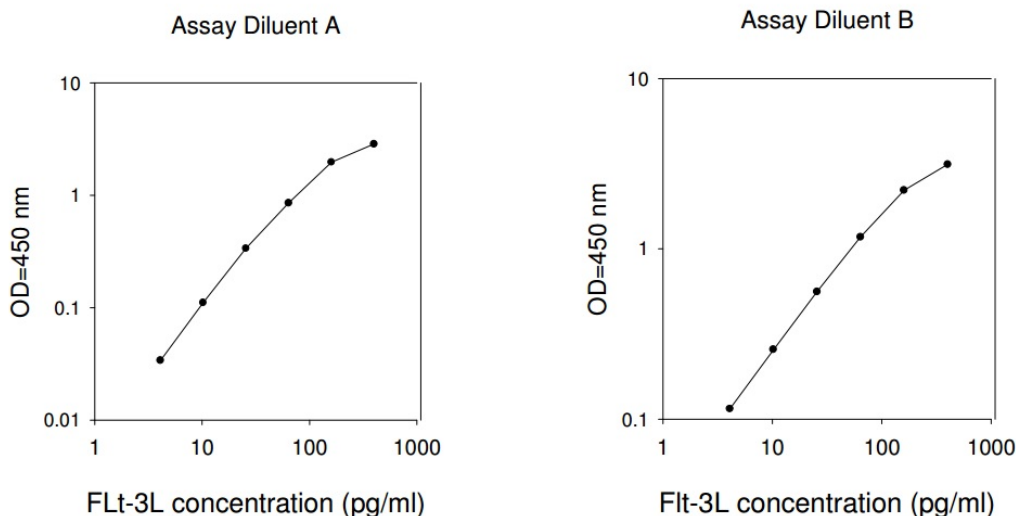 Assay Diluent A
10
1
0.1
0.01
OD=450 nm
1 10 100 1000
FLt-3L concentration (pg/ml)
Assay Diluent B
10
1
0.1
OD=450 nm
1 10 100 1000
Flt-3L concentration (pg/ml)